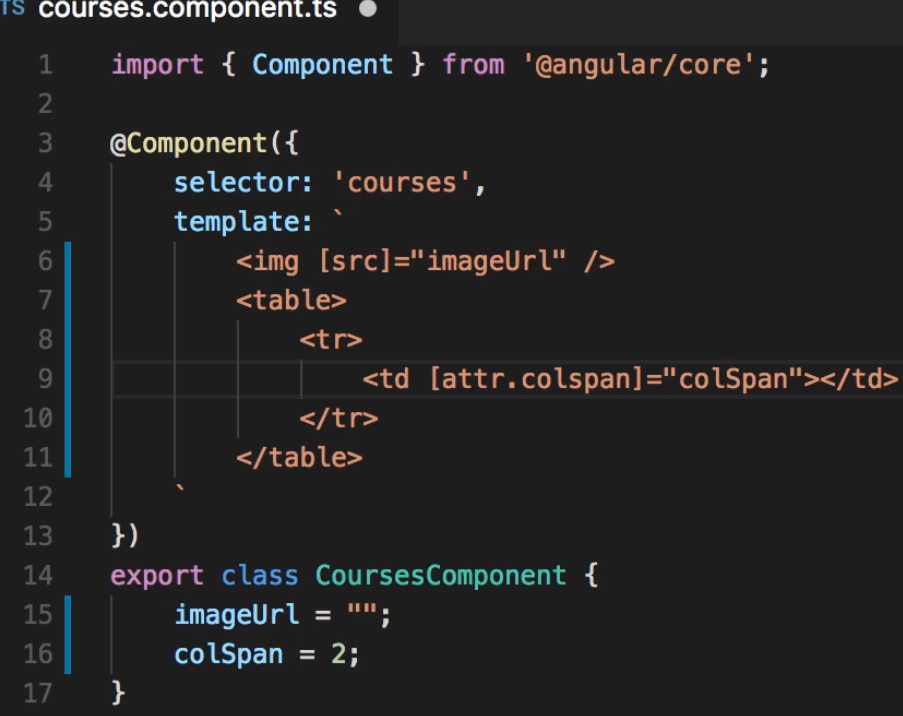 TS courses.component.ts
1 import { Component } from '@angular/core';
2
3 @Component({
4     selector: 'courses',
5     template: `
6         <img [src]="imageUrl" />
7         <table>
8             <tr>
9                 <td [attr.colspan]="colSpan"></td>
10             </tr>
11         </table>
12     `
13 })
14 export class CoursesComponent {
15     imageUrl = "";
16     colSpan = 2;
17 }